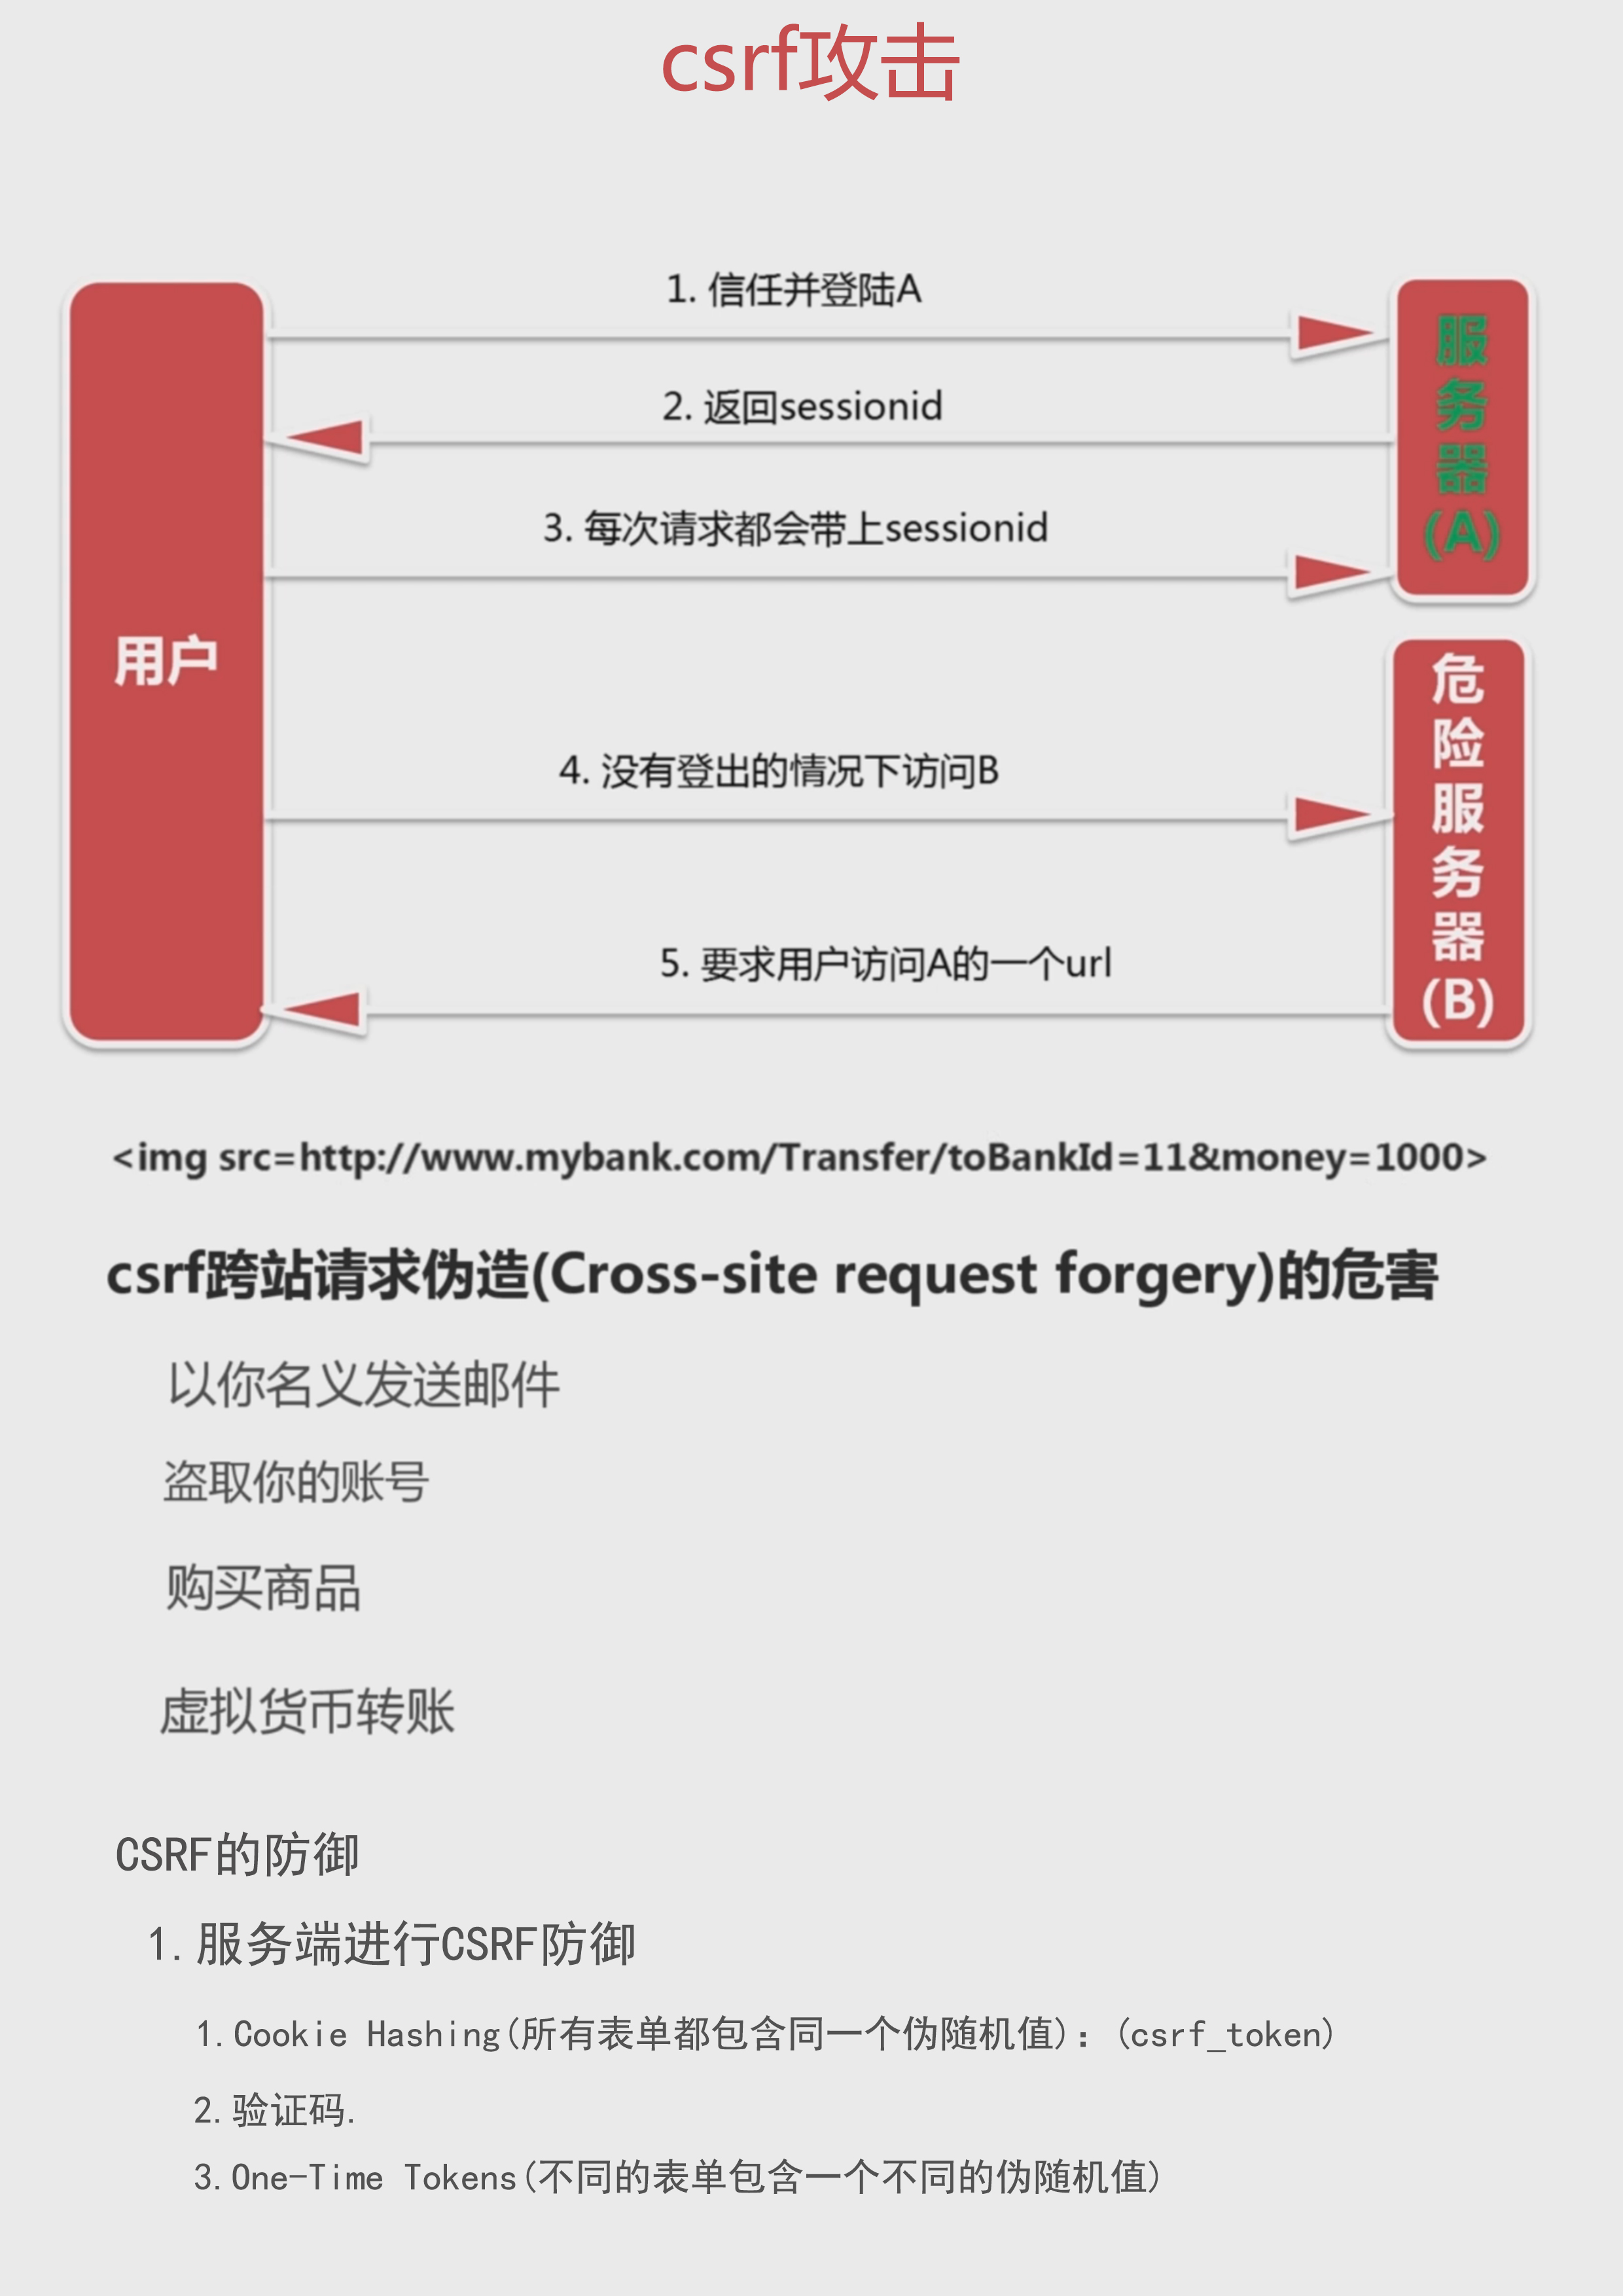 csrf攻击
1. 信任并登陆A
2. 返回sessionid
3. 每次请求都会带上sessionid
用户
服务器(A)
4. 没有登出的情况下访问B
5. 要求用户访问A的一个url
危险服务器(B)
<img src=http://www.mybank.com/Transfer/toBankId=11&money=1000>
csrf跨站请求伪造(Cross-site request forgery)的危害
以你名义发送邮件
盗取你的账号
购买商品
虚拟货币转账
CSRF的防御
1.服务端进行CSRF防御
1.Cookie Hashing(所有表单都包含同一个伪随机值)：(csrf_token)
2.验证码.
3.One-Time Tokens(不同的表单包含一个不同的伪随机值)